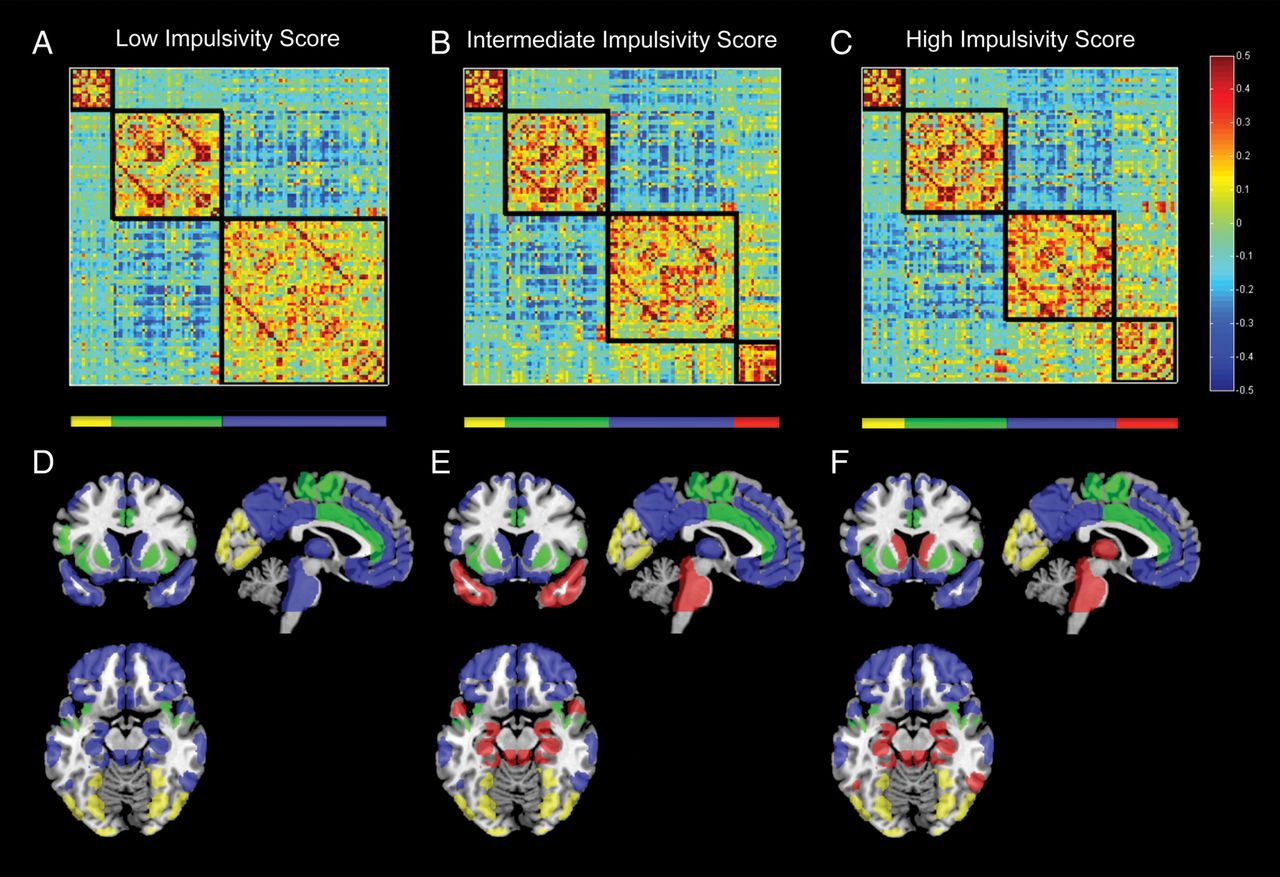 A Low Impulsivity Score
B Intermediate Impulsivity Score
C High Impulsivity Score
0.5
0.4
0.3
0.2
0.1
0
-0.1
-0.2
-0.3
-0.4
-0.5
D
E
F